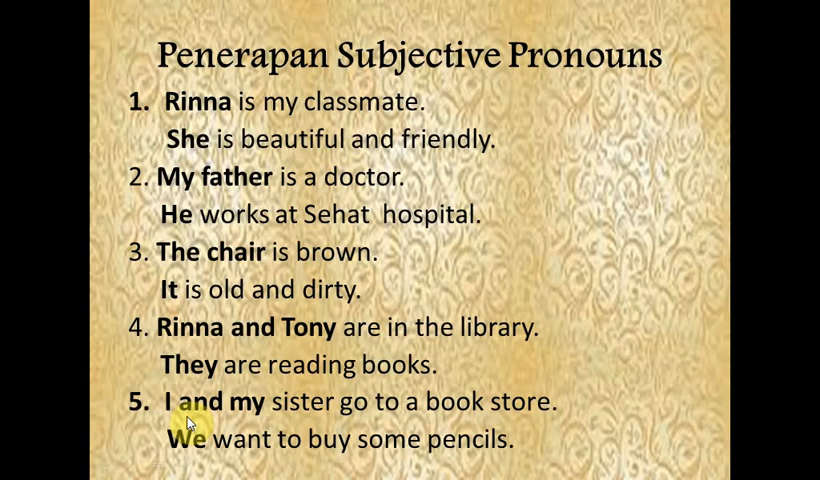 Penerapan Subjective Pronouns
1. Rinna is my classmate.
She is beautiful and friendly.
2. My father is a doctor.
He works at Sehat hospital.
3. The chair is brown.
It is old and dirty.
4. Rinna and Tony are in the library.
They are reading books.
5. I and my sister go to a book store.
We want to buy some pencils.